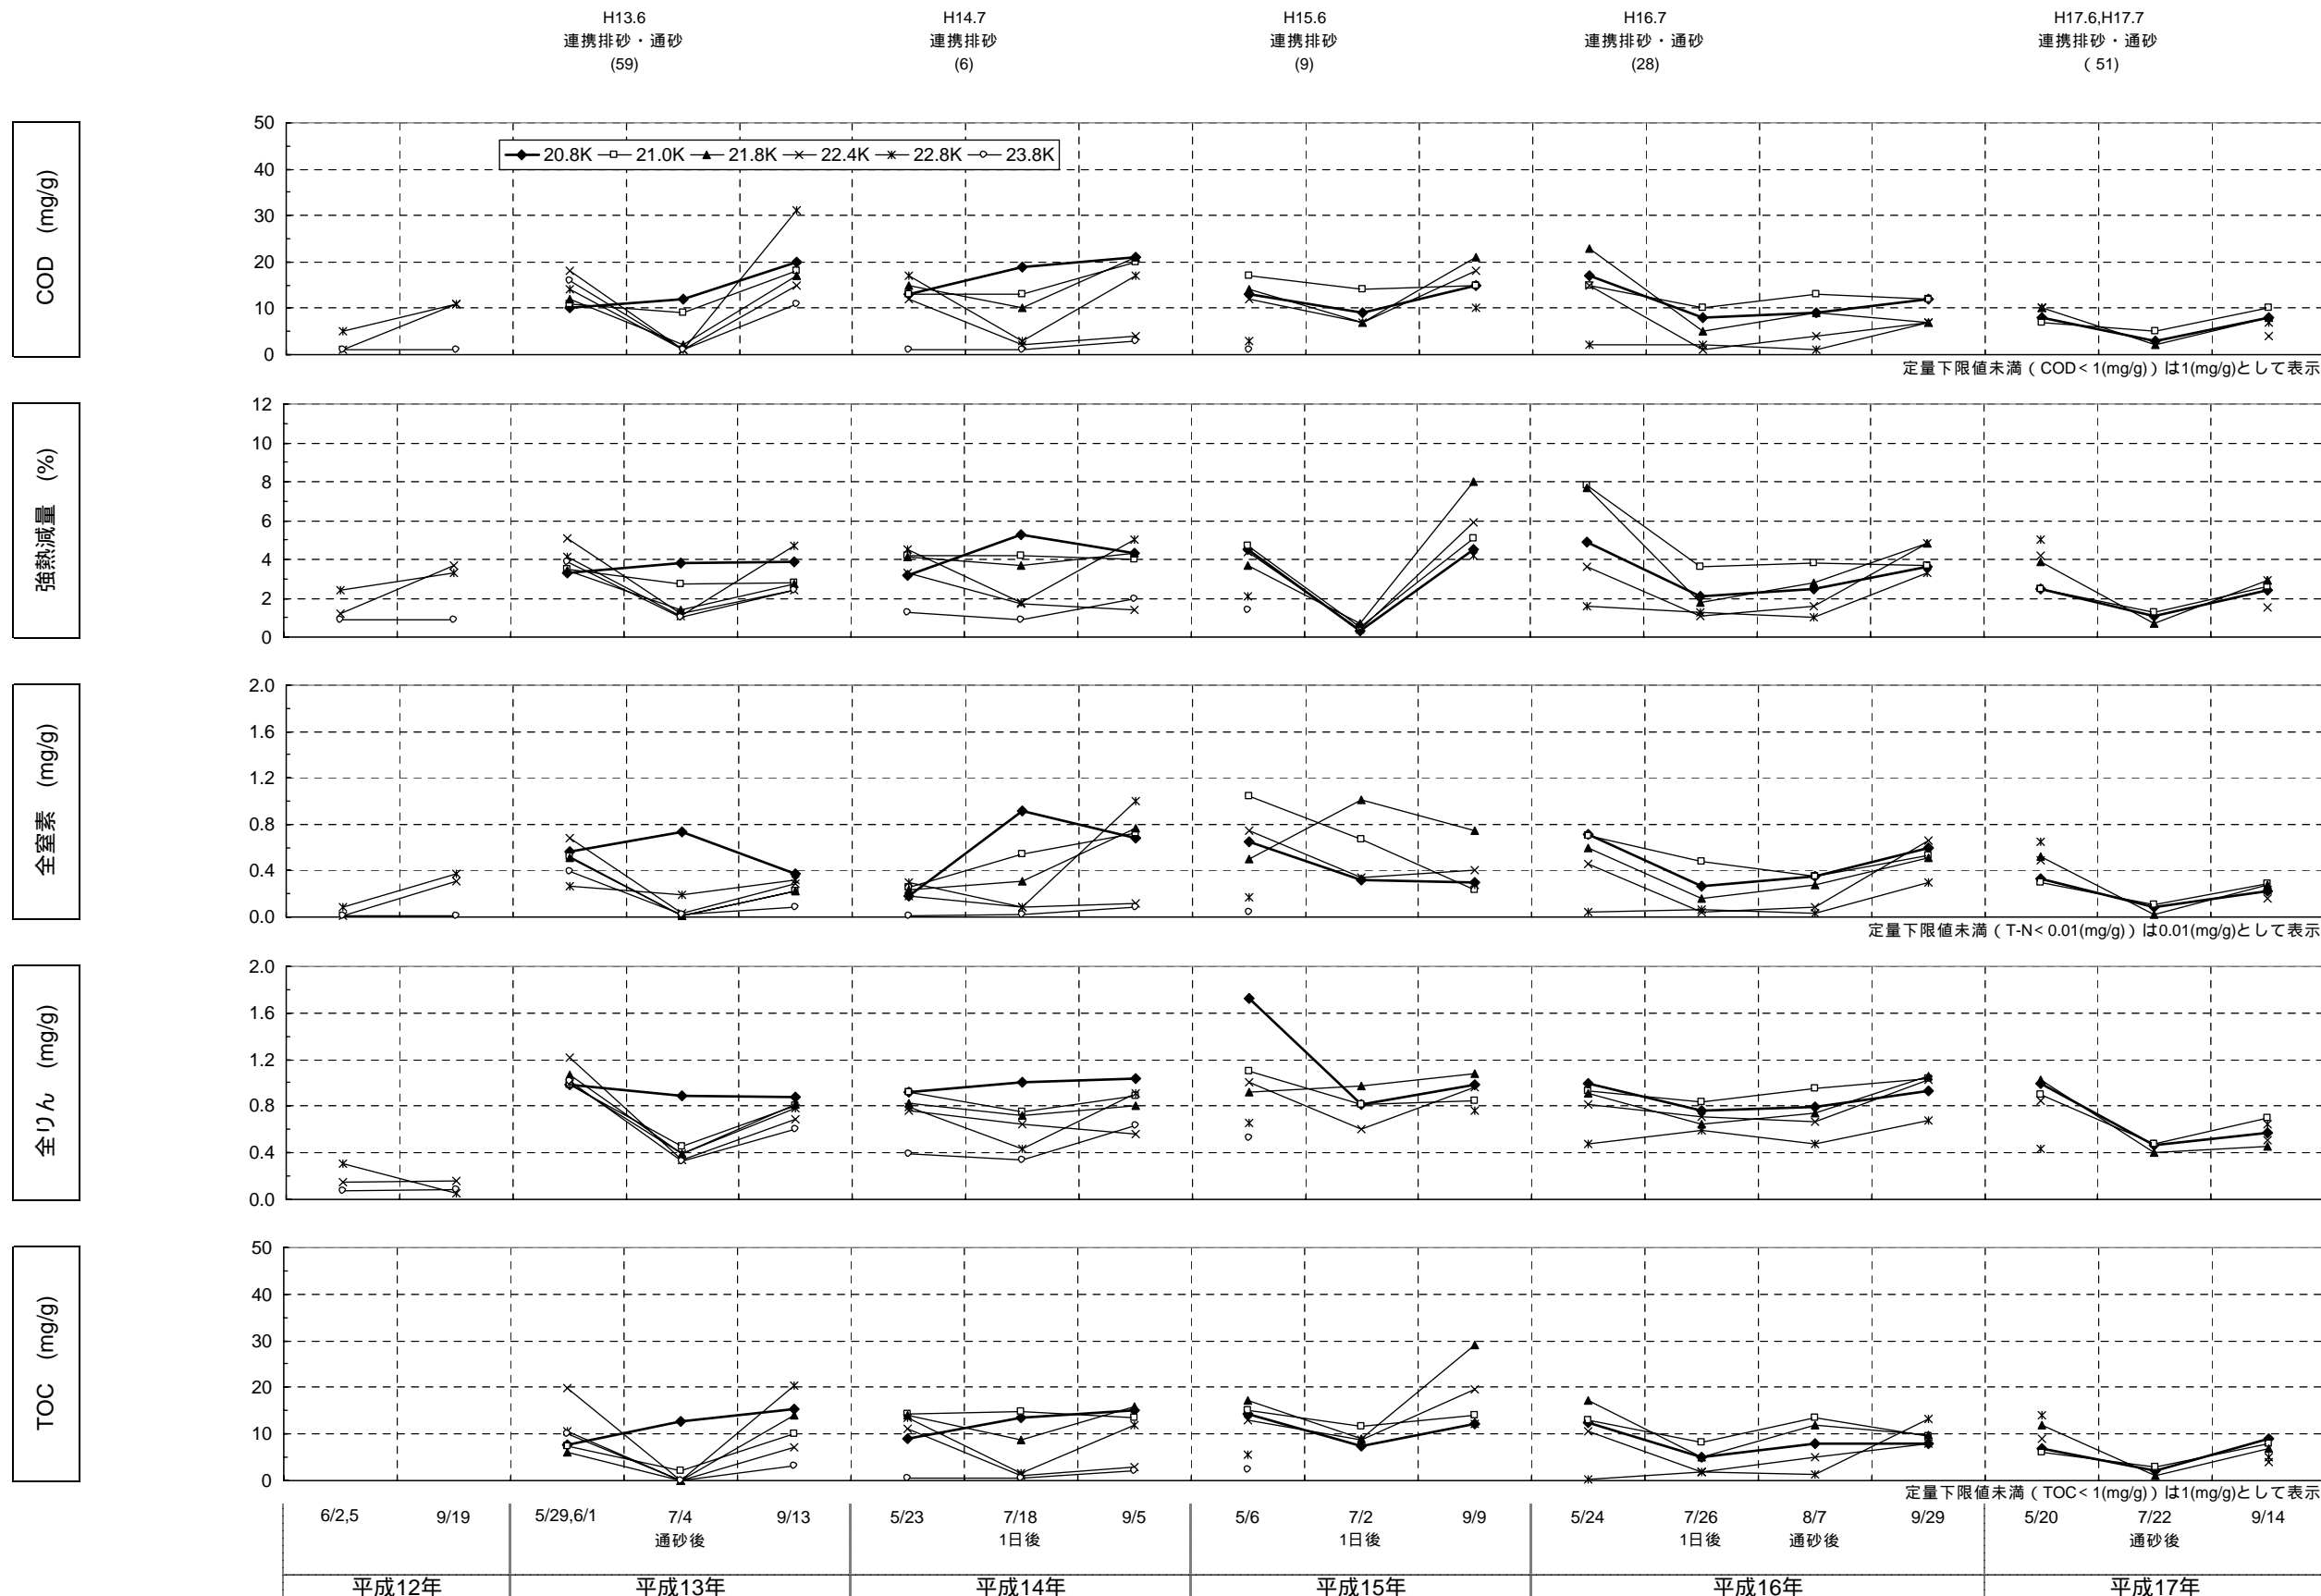 H13.6
連携排砂・通砂
(59)
H14.7
連携排砂
(6)
H15.6
連携排砂
(9)
H16.7
連携排砂・通砂
(28)
H17.6,H17.7
連携排砂・通砂
( 51)
COD (mg/g)
50
40
30
20
10
0
20.8K 21.0K 21.8K 22.4K 22.8K 23.8K
定量下限値未満(COD<1(mg/g))は1(mg/g)として表示
強熱減量 (%)
12
10
8
6
4
2
0
全窒素 (mg/g)
2.0
1.6
1.2
0.8
0.4
0.0
定量下限値未満(T-N<0.01(mg/g))は0.01(mg/g)として表示
全りん (mg/g)
2.0
1.6
1.2
0.8
0.4
0.0
TOC (mg/g)
50
40
30
20
10
0
定量下限値未満(TOC<1(mg/g))は1(mg/g)として表示
6/2,5 9/19 5/29,6/1 7/4 9/13 5/23 7/18 9/5 5/6 7/2 9/9 5/24 7/26 8/7 9/29 5/20 7/22 9/14
通砂後 1日後 1日後 1日後 通砂後 通砂後
平成12年 平成13年 平成14年 平成15年 平成16年 平成17年